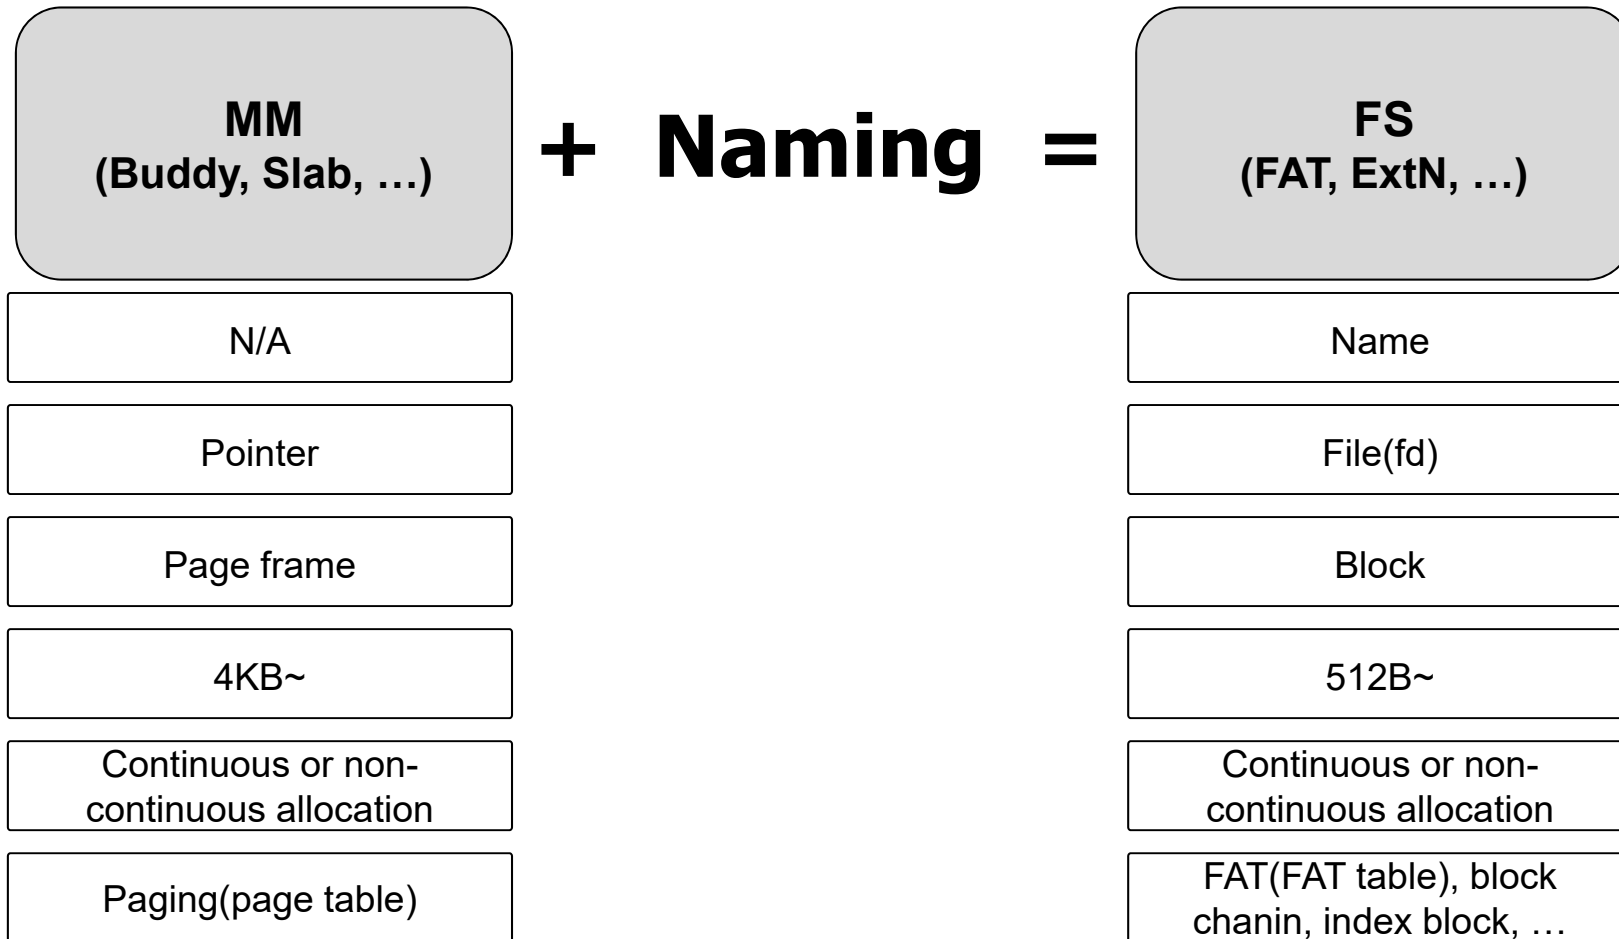 MM
(Buddy, Slab, …)
+ Naming =
FS
(FAT, ExtN, …)
N/A
Name
Pointer
File(fd)
Page frame
Block
4KB~
512B~
Continuous or non-
continuous allocation
Continuous or non-
continuous allocation
Paging(page table)
FAT(FAT table), block
chanin, index block, …